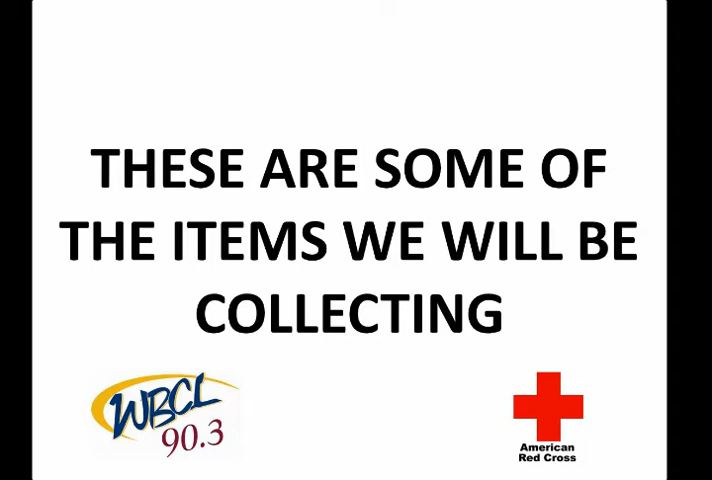 THESE ARE SOME OF
THE ITEMS WE WILL BE
COLLECTING
WBCL
90.3
American
Red Cross